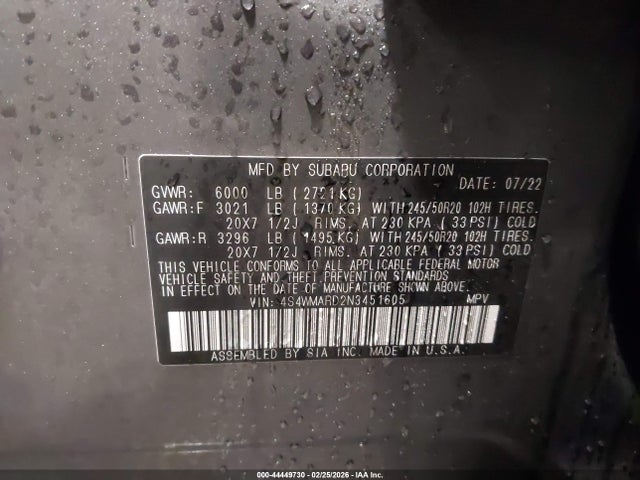 MFD BY SUBARU CORPORATION
DATE: 07/22
GVWR: 6000 LB (2721 KG)
GAWR:F 3021 LB (1370 KG) WITH 245/50R20 102H TIRES.
20X7 1/2J RIMS. AT 230 KPA (33 PSI) COLD
GAWR:R 3296 LB (1495 KG) WITH 245/50R20 102H TIRES.
20X7 1/2J RIMS. AT 230 KPA (33 PSI) COLD
THIS VEHICLE CONFORMS TO ALL APPLICABLE FEDERAL MOTOR
VEHICLE SAFETY AND THEFT PREVENTION STANDARDS
IN EFFECT ON THE DATE OF MANUFACTURE SHOWN ABOVE.
VIN: 4S4WMARD2N3451605 MPV
ASSEMBLED BY SIA INC. MADE IN U.S.A.
000-44449730 - 02/25/2026 - IAA Inc.